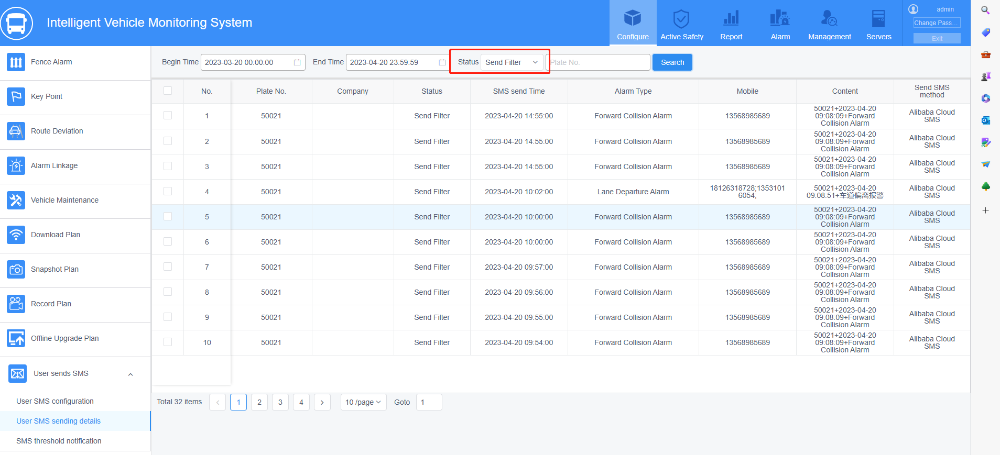 Intelligent Vehicle Monitoring System
Configure
Active Safety
Report
Alarm
Management
Servers
admin
Change Pass...
Exit
Fence Alarm
Key Point
Route Deviation
Alarm Linkage
Vehicle Maintenance
Download Plan
Snapshot Plan
Record Plan
Offline Upgrade Plan
User sends SMS
User SMS configuration
User SMS sending details
SMS threshold notification
Begin Time 2023-03-20 00:00:00 End Time 2023-04-20 23:59:59 Status Send Filter Plate No. Search
No. Plate No. Company Status SMS send Time Alarm Type Mobile Content Send SMS
method
1 50021 Send Filter 2023-04-20 14:55:00 Forward Collision Alarm 13568985689 50021+2023-04-20
09:08:09+Forward
Collision Alarm
Alibaba Cloud
SMS
2 50021 Send Filter 2023-04-20 14:55:00 Forward Collision Alarm 13568985689 50021+2023-04-20
09:08:09+Forward
Collision Alarm
Alibaba Cloud
SMS
3 50021 Send Filter 2023-04-20 14:55:00 Forward Collision Alarm 13568985689 50021+2023-04-20
09:08:09+Forward
Collision Alarm
Alibaba Cloud
SMS
4 50021 Send Filter 2023-04-20 10:02:00 Lane Departure Alarm 18126318728;1353101
6054;
50021+2023-04-20
09:08:51+车道偏离报警
Alibaba Cloud
SMS
5 50021 Send Filter 2023-04-20 10:00:00 Forward Collision Alarm 13568985689 50021+2023-04-20
09:08:09+Forward
Collision Alarm
Alibaba Cloud
SMS
6 50021 Send Filter 2023-04-20 10:00:00 Forward Collision Alarm 13568985689 50021+2023-04-20
09:08:09+Forward
Collision Alarm
Alibaba Cloud
SMS
7 50021 Send Filter 2023-04-20 09:57:00 Forward Collision Alarm 13568985689 50021+2023-04-20
09:08:09+Forward
Collision Alarm
Alibaba Cloud
SMS
8 50021 Send Filter 2023-04-20 09:56:00 Forward Collision Alarm 13568985689 50021+2023-04-20
09:08:09+Forward
Collision Alarm
Alibaba Cloud
SMS
9 50021 Send Filter 2023-04-20 09:55:00 Forward Collision Alarm 13568985689 50021+2023-04-20
09:08:09+Forward
Collision Alarm
Alibaba Cloud
SMS
10 50021 Send Filter 2023-04-20 09:54:00 Forward Collision Alarm 13568985689 50021+2023-04-20
09:08:09+Forward
Collision Alarm
Alibaba Cloud
SMS
Total 32 items < 1 2 3 4 > 10 /page Goto 1